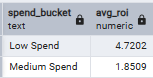 spend_bucket avg_roi
text numeric
Low Spend 4.7202
Medium Spend 1.8509